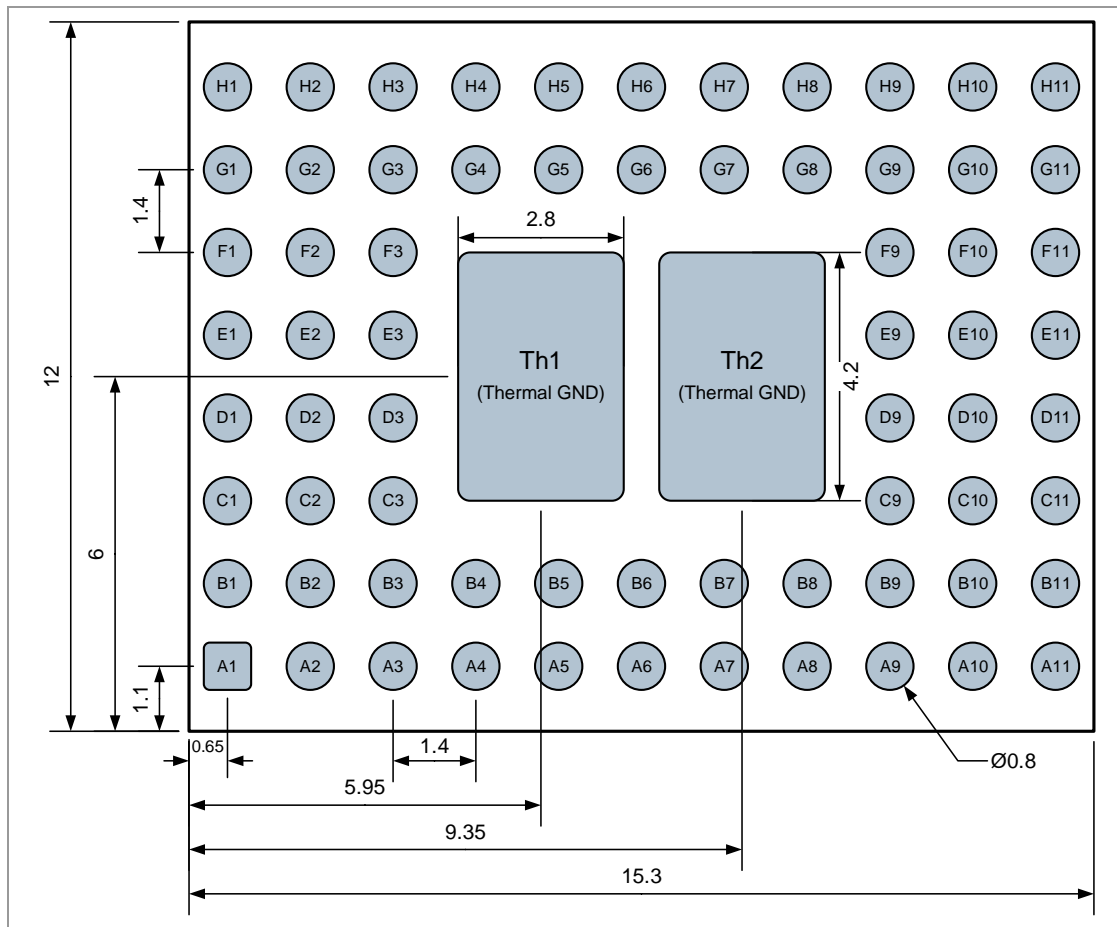 H1 H2 H3 H4 H5 H6 H7 H8 H9 H10 H11
G1 G2 G3 G4 G5 G6 G7 G8 G9 G10 G11
1.4
2.8
F1 F2 F3 F9 F10 F11
E1 E2 E3 E9 E10 E11
Th1
(Thermal GND)
Th2
(Thermal GND)
4.2
12
D1 D2 D3 D9 D10 D11
C1 C2 C3 C9 C10 C11
6
B1 B2 B3 B4 B5 B6 B7 B8 B9 B10 B11
A1 A2 A3 A4 A5 A6 A7 A8 A9 A10 A11
1.1
0.65
1.4
Ø0.8
5.95
9.35
15.3